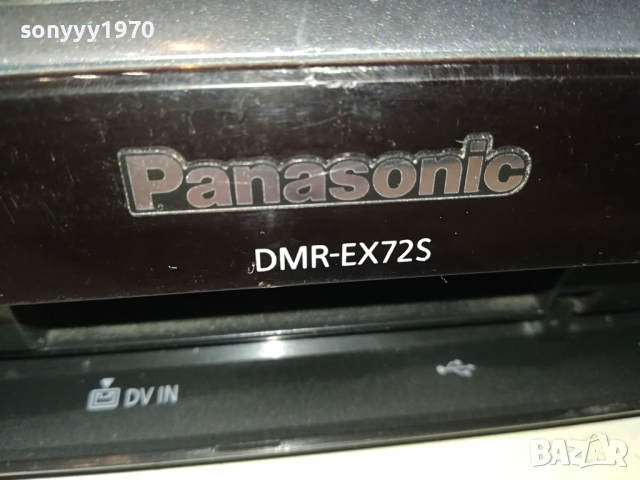 sonyyy1970
Panasonic
DMR-EX72S
DV IN
BAZAR